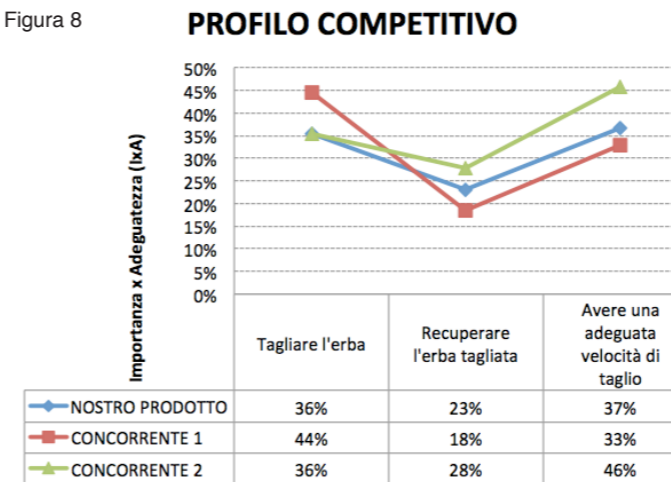 Figura 8
PROFILO COMPETITIVO
Importanza x Adeguatezza (IxA)
50%
45%
40%
35%
30%
25%
20%
15%
10%
5%
0%
Tagliare l'erba
Recuperare
l'erba tagliata
Avere una
adeguata
velocità di
taglio
NOSTRO PRODOTTO 36% 23% 37%
CONCORRENTE 1 44% 18% 33%
CONCORRENTE 2 36% 28% 46%